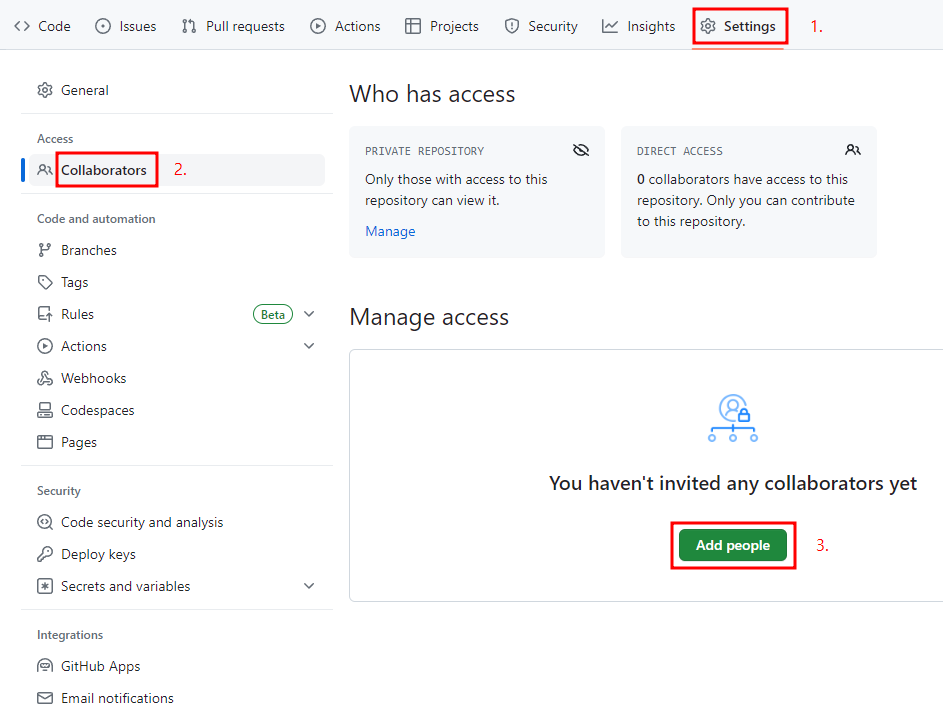 Code Issues Pull requests Actions Projects Security Insights Settings 1.
General
Access
Collaborators 2.
Code and automation
Branches
Tags
Rules Beta
Actions
Webhooks
Codespaces
Pages
Security
Code security and analysis
Deploy keys
Secrets and variables
Integrations
GitHub Apps
Email notifications
Who has access
PRIVATE REPOSITORY
Only those with access to this
repository can view it.
Manage
DIRECT ACCESS
0 collaborators have access to this
repository. Only you can contribute
to this repository.
Manage access
You haven't invited any collaborators yet
Add people 3.